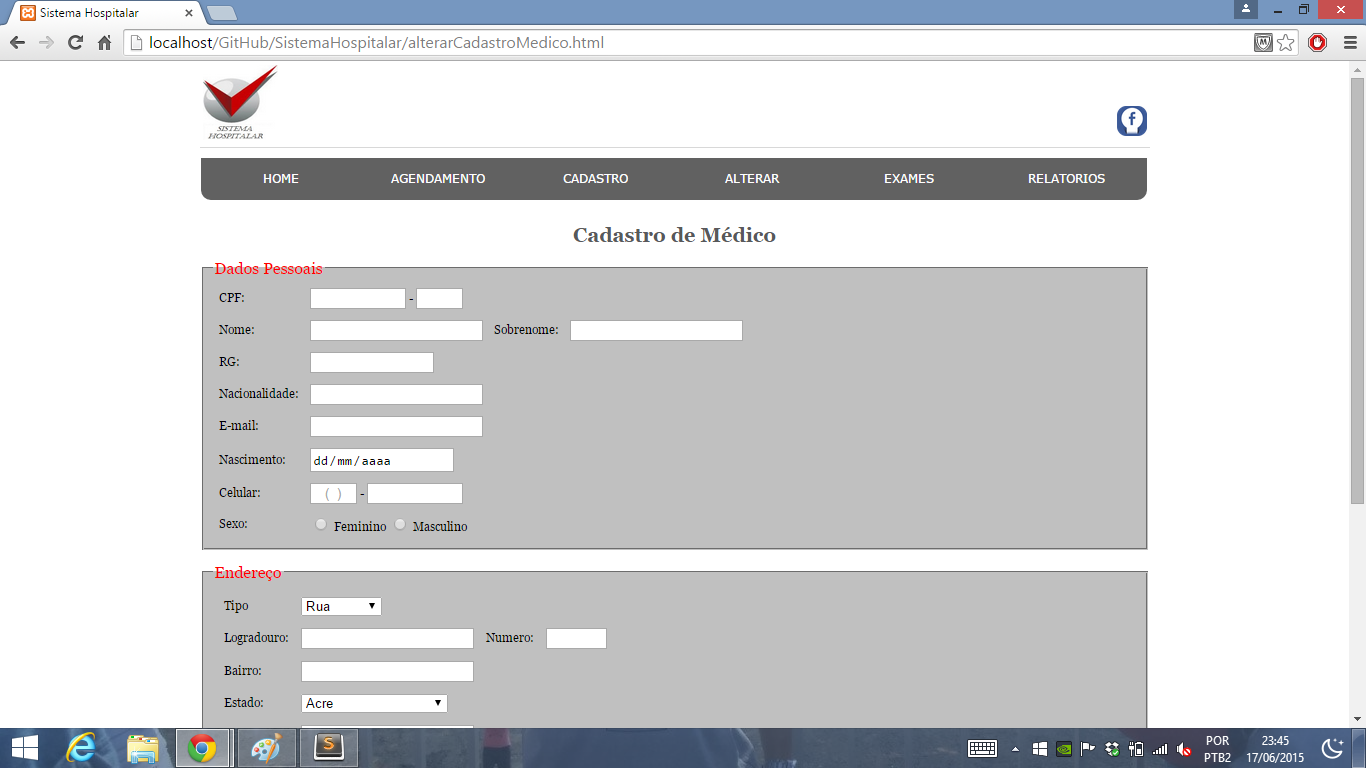 Sistema Hospitalar
localhost/GitHub/SistemaHospitalar/alterarCadastroMedico.html
SISTEMA
HOSPITALAR
HOME AGENDAMENTO CADASTRO ALTERAR EXAMES RELATORIOS
Cadastro de Médico
Dados Pessoais
CPF: -
Nome: Sobrenome:
RG:
Nacionalidade:
E-mail:
Nascimento: dd/mm/aaaa
Celular: ( ) -
Sexo: Feminino Masculino
Endereço
Tipo Rua
Logradouro: Numero:
Bairro:
Estado: Acre
POR 23:45
PTB2 17/06/2015